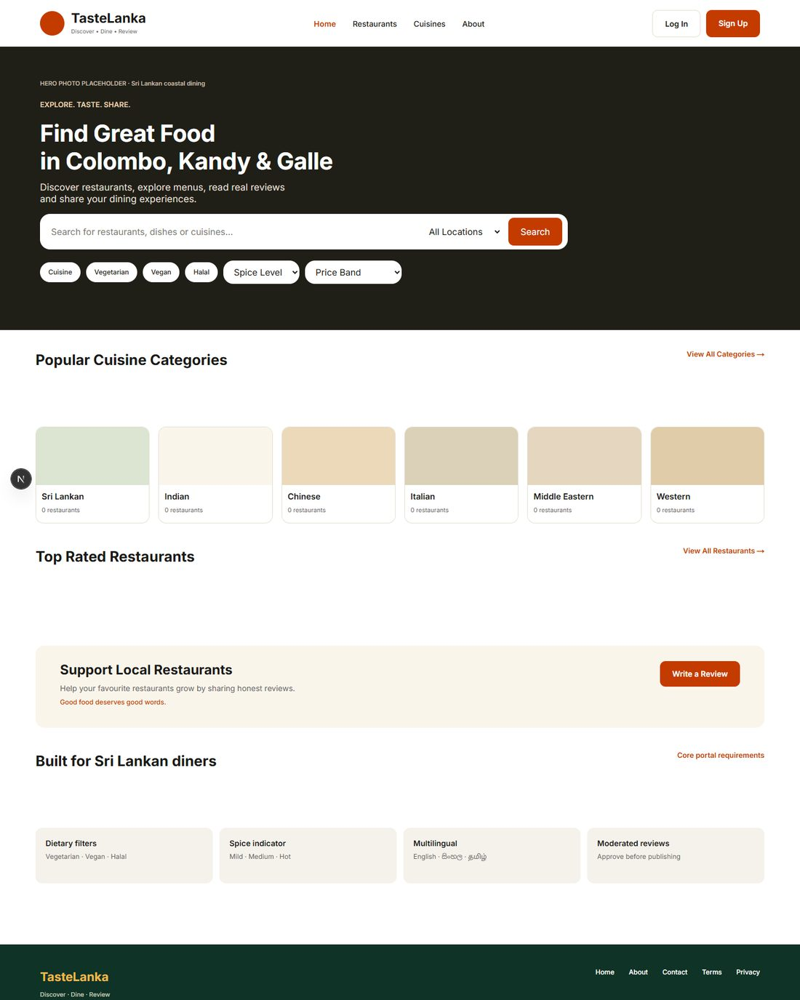 TasteLanka
Discover • Dine • Review
Home Restaurants Cuisines About
Log In Sign Up
HERO PHOTO PLACEHOLDER · Sri Lankan coastal dining
EXPLORE. TASTE. SHARE.
Find Great Food
in Colombo, Kandy & Galle
Discover restaurants, explore menus, read real reviews
and share your dining experiences.
Search for restaurants, dishes or cuisines... All Locations Search
Cuisine Vegetarian Vegan Halal Spice Level Price Band
Popular Cuisine Categories View All Categories →
Sri Lankan Indian Chinese Italian Middle Eastern Western
0 restaurants 0 restaurants 0 restaurants 0 restaurants 0 restaurants 0 restaurants
N
Top Rated Restaurants View All Restaurants →
Support Local Restaurants
Write a Review
Help your favourite restaurants grow by sharing honest reviews.
Good food deserves good words.
Built for Sri Lankan diners Core portal requirements
Dietary filters Spice indicator Multilingual Moderated reviews
Vegetarian · Vegan · Halal Mild · Medium · Hot English · සිංහල · தமிழ் Approve before publishing
TasteLanka
Home About Contact Terms Privacy
Discover · Dine · Review